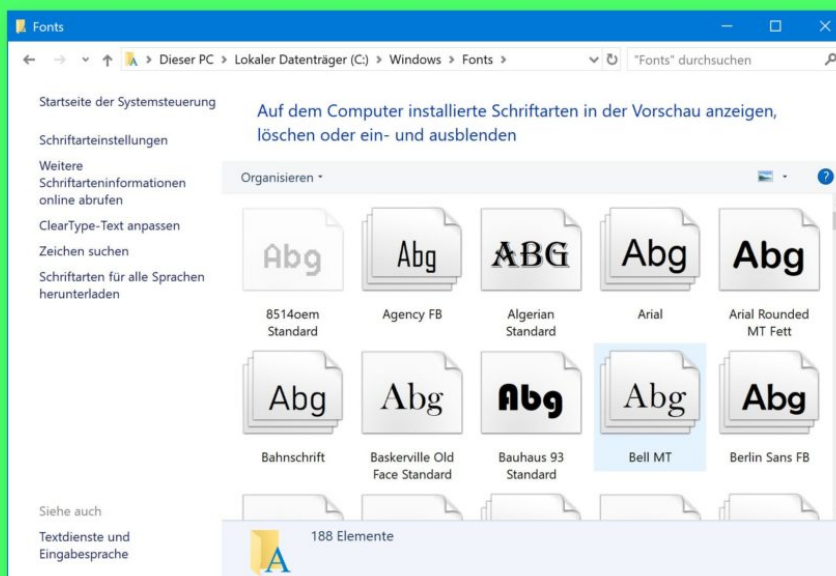 Fonts
Dieser PC > Lokaler Datenträger (C:) > Windows > Fonts >
"Fonts" durchsuchen
Startseite der Systemsteuerung
Schriftarteinstellungen
Weitere
Schriftarteninformationen
online abrufen
ClearType-Text anpassen
Zeichen suchen
Schriftarten für alle Sprachen
herunterladen
Siehe auch
Textdienste und
Eingabesprache
Auf dem Computer installierte Schriftarten in der Vorschau anzeigen,
löschen oder ein- und ausblenden
Organisieren
?
Abg Abg ABG Abg Abg
8514oem Agency FB Algerian Arial Arial Rounded
Standard Standard MT Fett
Abg Abg Abg Abg Abg
Bahnschrift Baskerville Old Bauhaus 93 Bell MT Berlin Sans FB
Face Standard Standard
A 188 Elemente